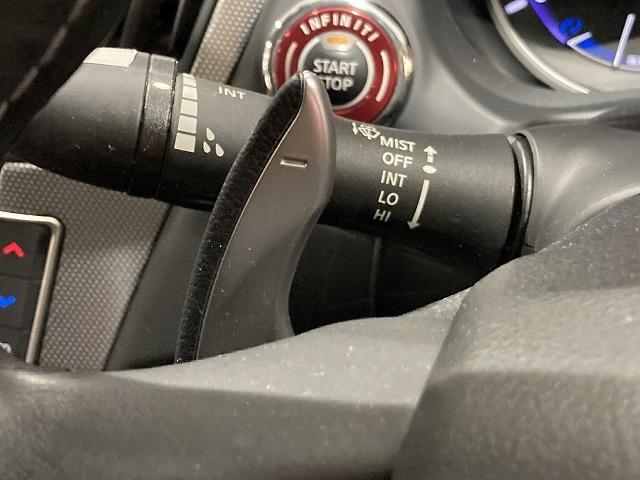 INFINITI
START
STOP
INT
MIST
OFF
INT
LO
HI